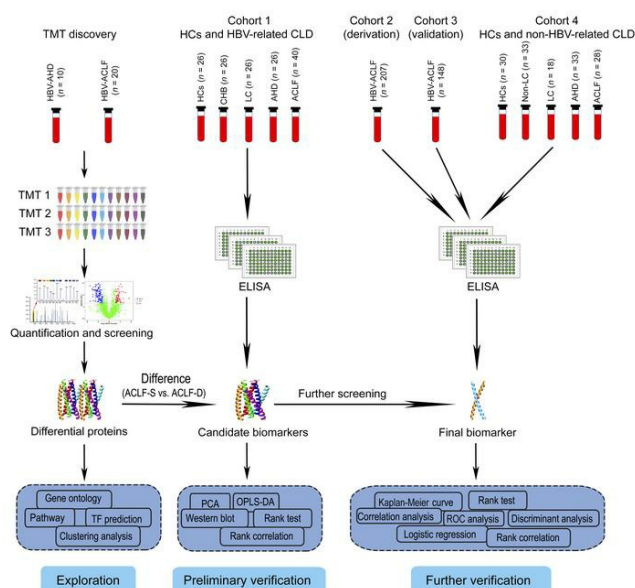 TMT discovery
HBV-AHD
(n = 10)
HBV-ACLF
(n = 20)
TMT 1
TMT 2
TMT 3
Quantification and screening
Differential proteins
Gene ontology
Pathway
TF prediction
Clustering analysis
Exploration
Difference
(ACLF-S vs. ACLF-D)
Cohort 1
HCs and HBV-related CLD
HCs (n = 26)
CHB (n = 26)
LC (n = 26)
AHD (n = 26)
ACLF (n = 40)
ELISA
Candidate biomarkers
PCA
OPLS-DA
Western blot
Rank test
Rank correlation
Preliminary verification
Further screening
Cohort 2
(derivation)
Cohort 3
(validation)
Cohort 4
HCs and non-HBV-related CLD
HBV-ACLF
(n = 207)
HBV-ACLF
(n = 148)
HCs (n = 30)
Non-LC (n = 33)
LC (n = 18)
AHD (n = 33)
ACLF (n = 28)
ELISA
Final biomarker
Kaplan-Meier curve
Rank test
Correlation analysis
ROC analysis
Discriminant analysis
Logistic regression
Rank correlation
Further verification